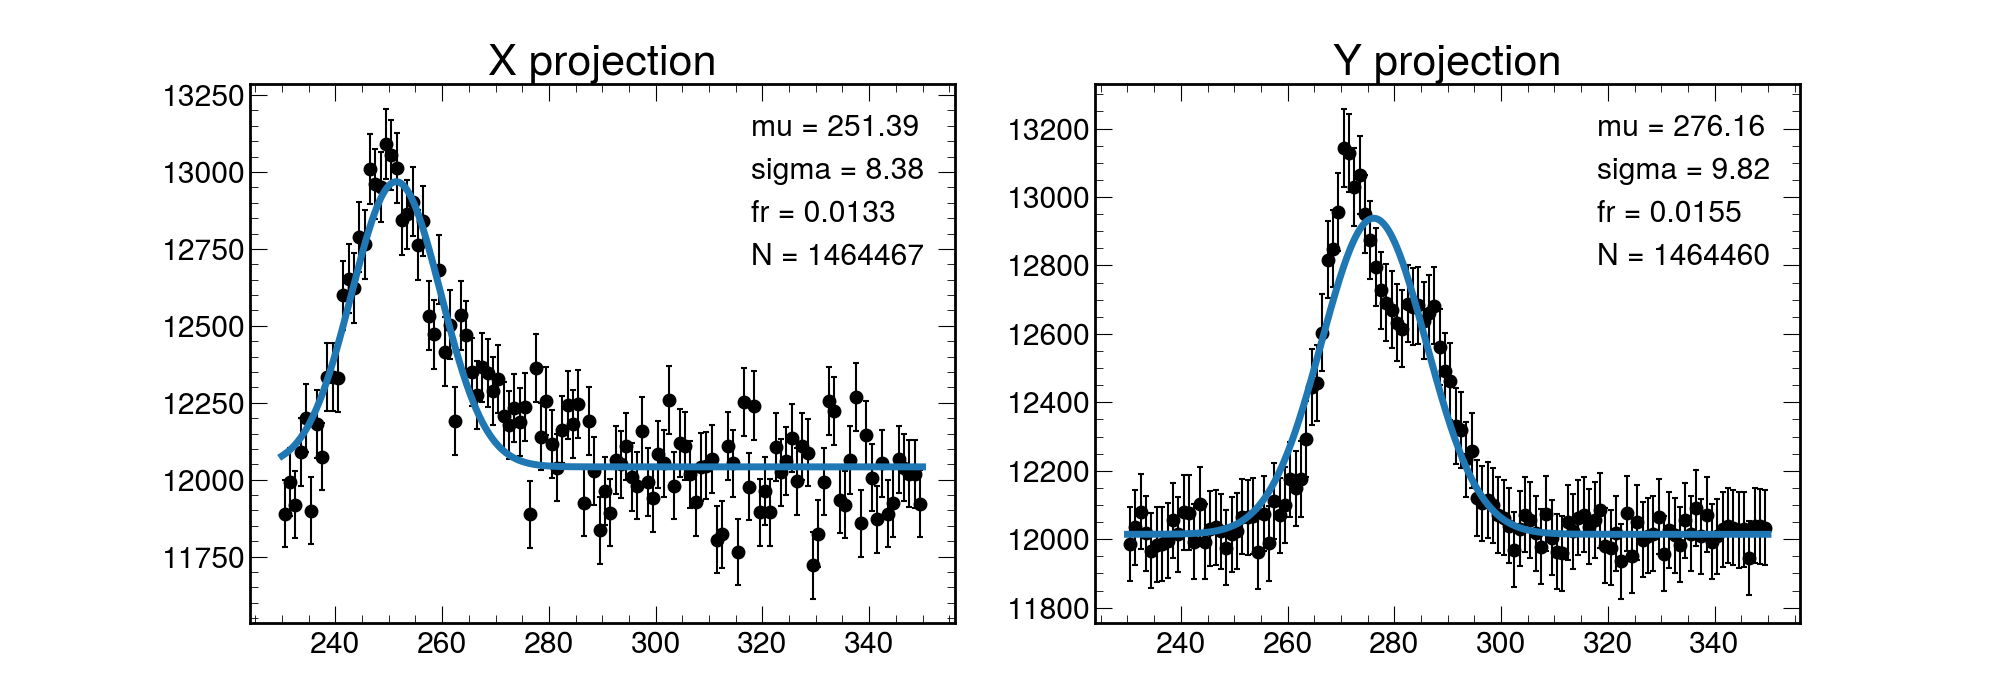 X projection
13250
13000
12750
12500
12250
12000
11750
240 260 280 300 320 340
mu = 251.39
sigma = 8.38
fr = 0.0133
N = 1464467
Y projection
13200
13000
12800
12600
12400
12200
12000
11800
240 260 280 300 320 340
mu = 276.16
sigma = 9.82
fr = 0.0155
N = 1464460